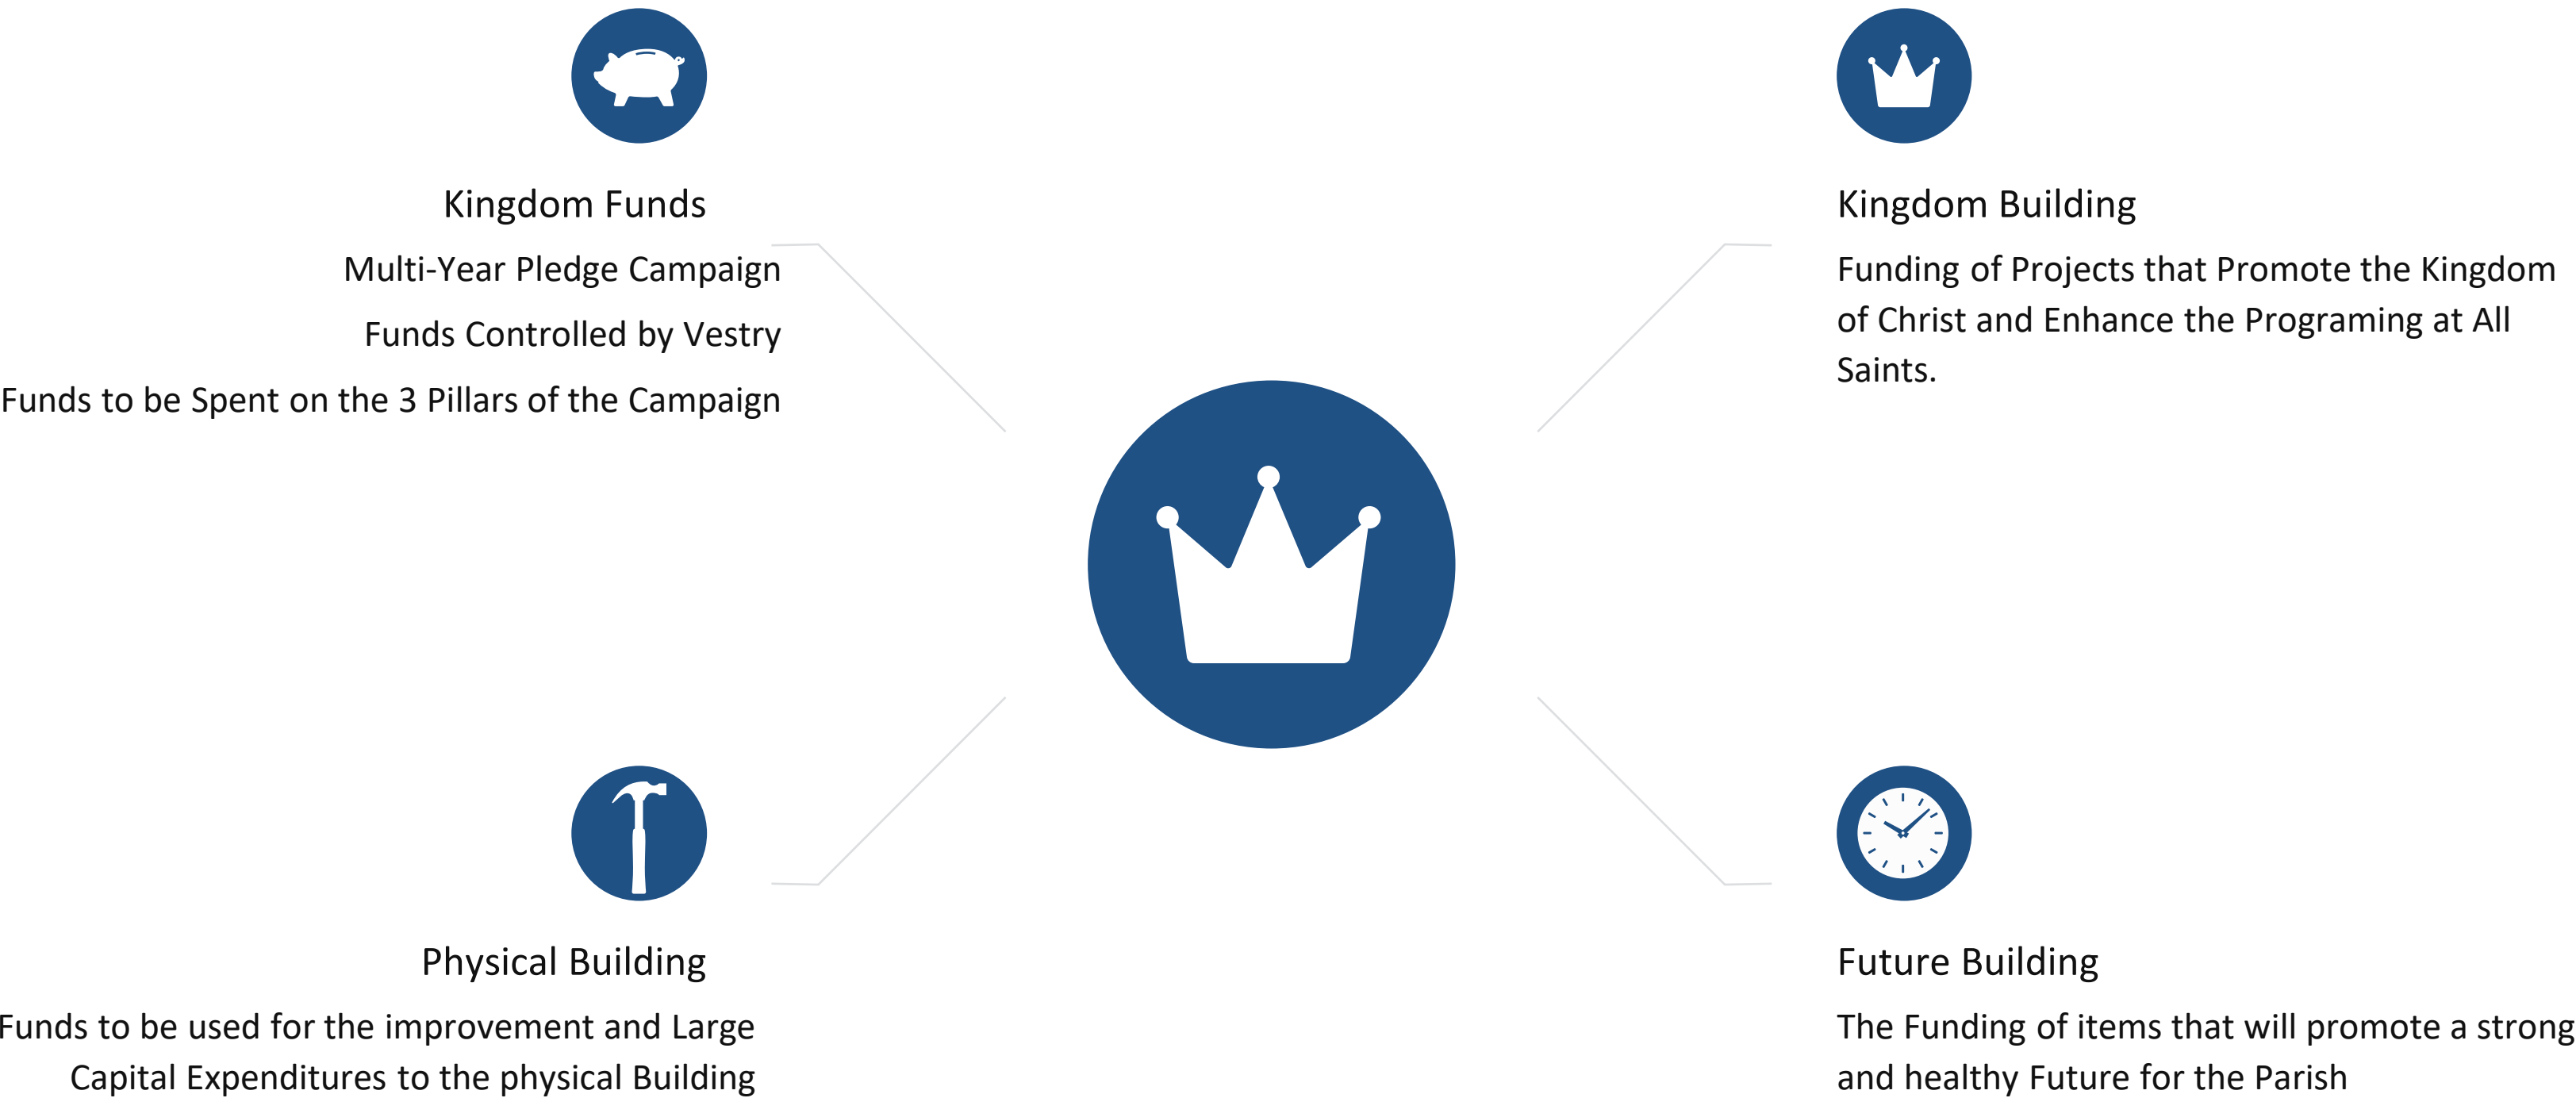 Kingdom Funds
Multi-Year Pledge Campaign
Funds Controlled by Vestry
Funds to be Spent on the 3 Pillars of the Campaign
Kingdom Building
Funding of Projects that Promote the Kingdom
of Christ and Enhance the Programing at All
Saints.
Physical Building
Funds to be used for the improvement and Large
Capital Expenditures to the physical Building
Future Building
The Funding of items that will promote a strong
and healthy Future for the Parish